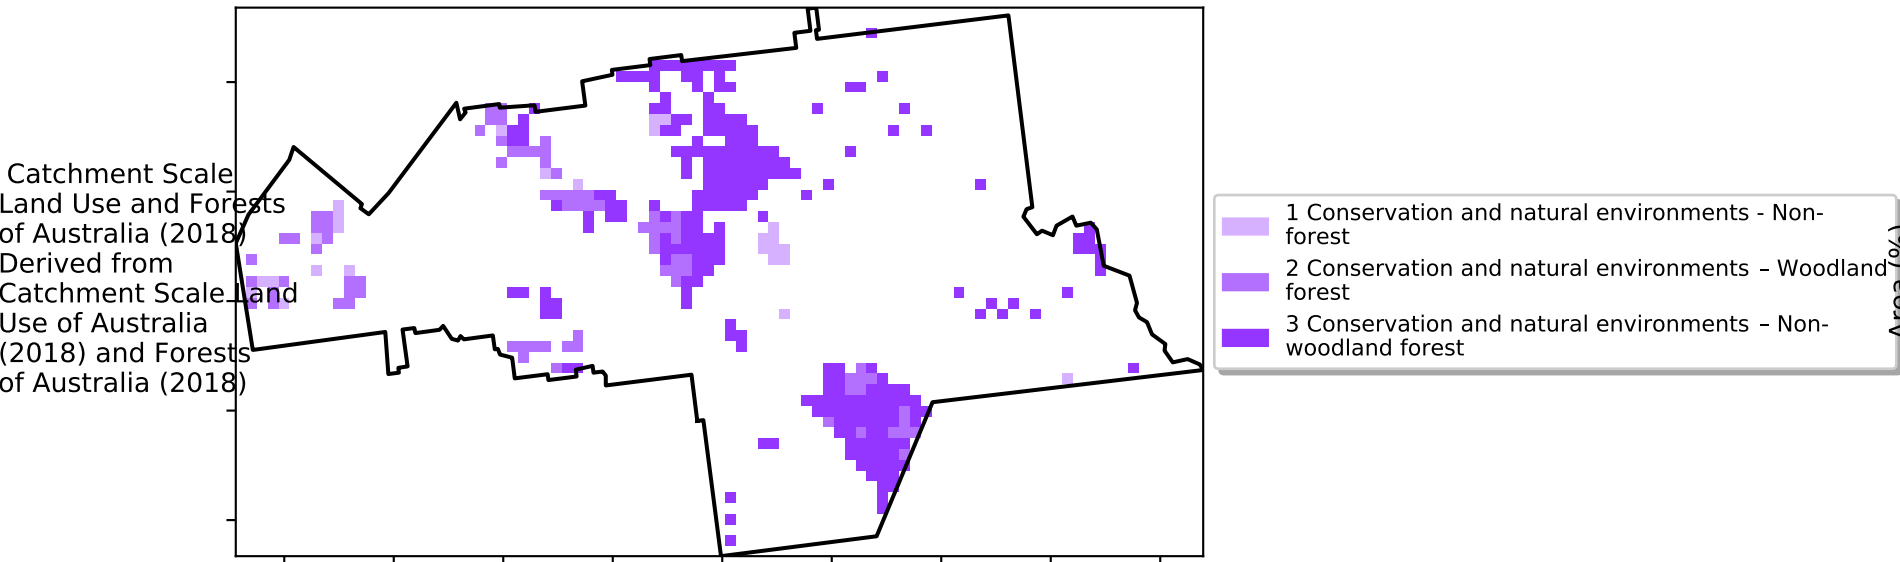 Catchment Scale
Land Use and Forests
of Australia (2018)
Derived from
Catchment Scale Land
Use of Australia
(2018) and Forests
of Australia (2018)
1 Conservation and natural environments - Non-
forest
2 Conservation and natural environments – Woodland
forest
3 Conservation and natural environments – Non-
woodland forest